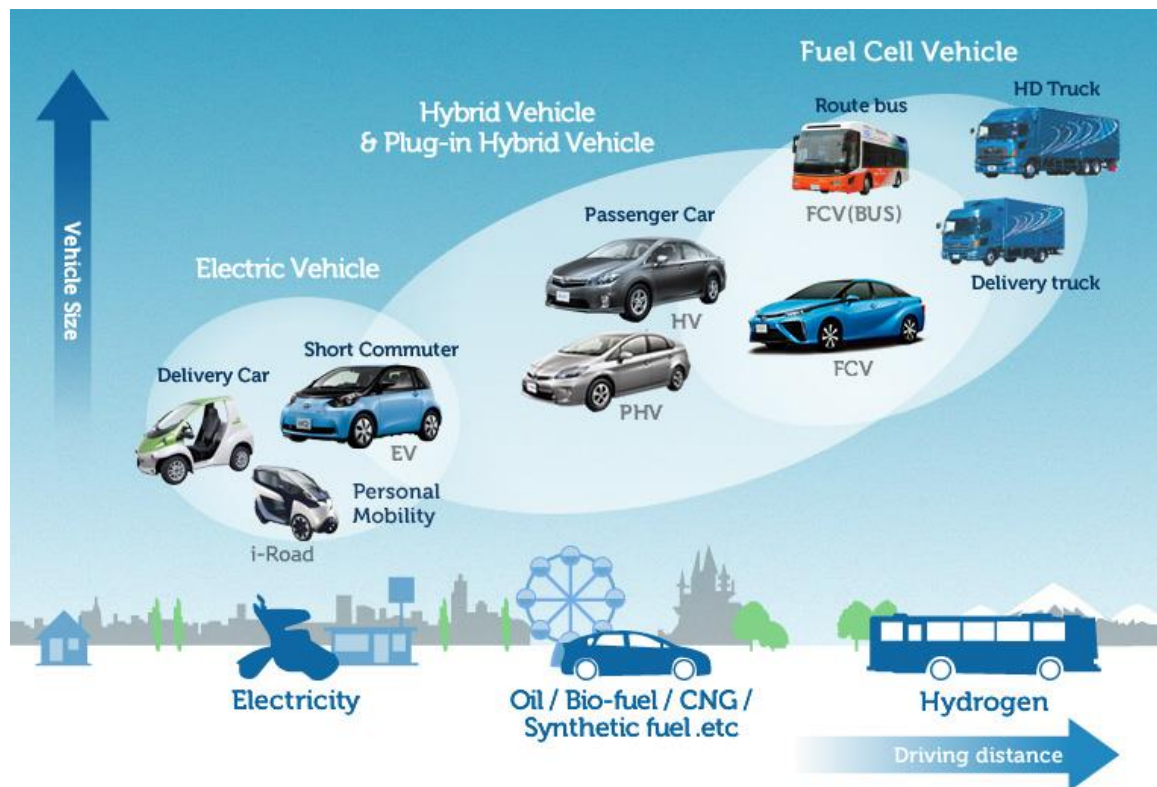 Fuel Cell Vehicle
HD Truck
Route bus
Hybrid Vehicle
& Plug-in Hybrid Vehicle
FCV(BUS)
Passenger Car
Vehicle Size
Electric Vehicle
Delivery truck
HV
Short Commuter
FCV
Delivery Car
PHV
EV
Personal
Mobility
i-Road
Electricity
Oil / Bio-fuel / CNG /
Synthetic fuel .etc
Hydrogen
Driving distance